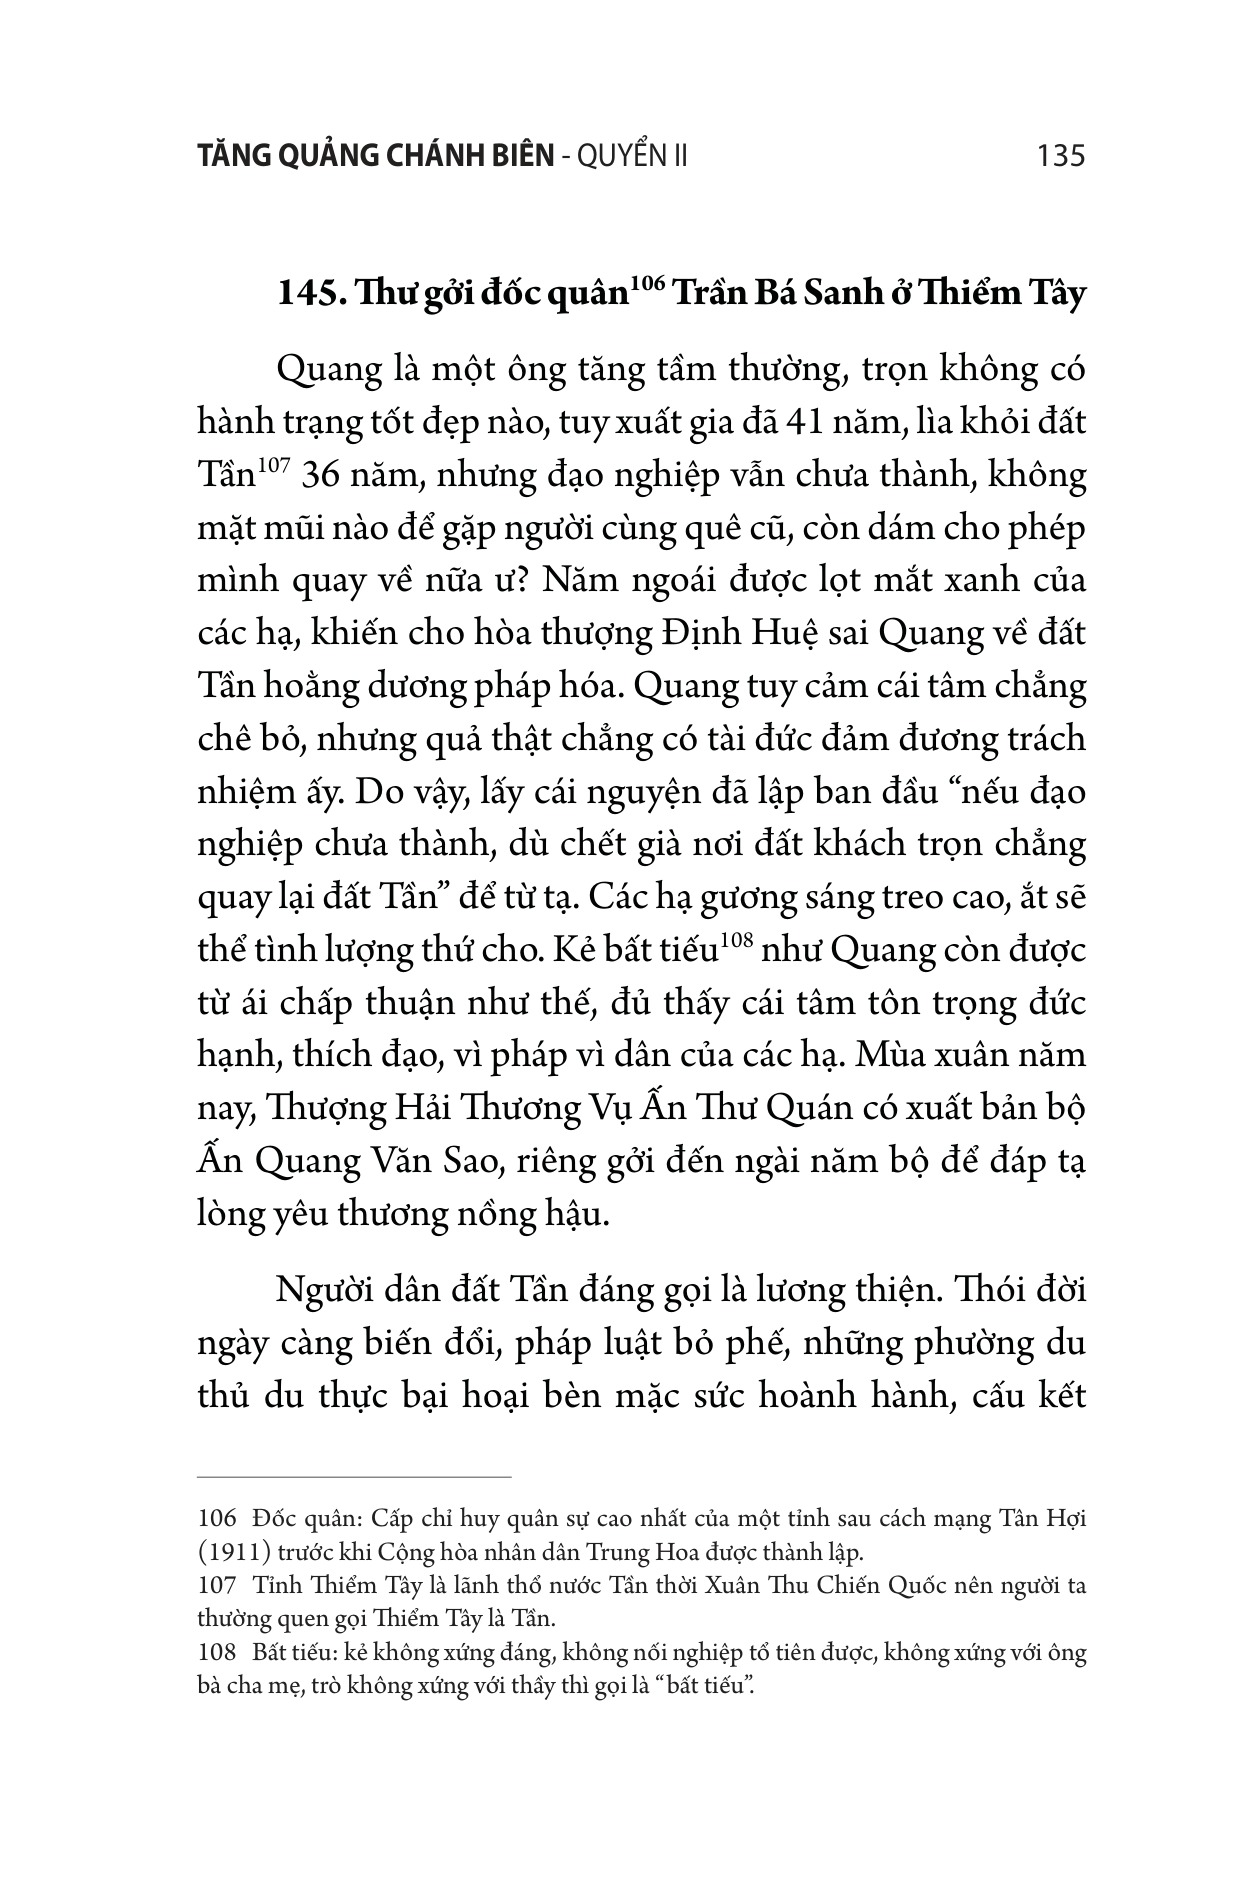 TĂNG QUẢNG CHÁNH BIÊN - QUYỂN II 135
145. Thư gởi đốc quân106 Trần Bá Sanh ở Thiểm Tây
Quang là một ông tăng tầm thường, trọn không có
hành trạng tốt đẹp nào, tuy xuất gia đã 41 năm, lìa khỏi đất
Tần107 36 năm, nhưng đạo nghiệp vẫn chưa thành, không
mặt mũi nào để gặp người cùng quê cũ, còn dám cho phép
mình quay về nữa ư? Năm ngoái được lọt mắt xanh của
các hạ, khiến cho hòa thượng Định Huệ sai Quang về đất
Tần hoằng dương pháp hóa. Quang tuy cảm cái tâm chẳng
chê bỏ, nhưng quả thật chẳng có tài đức đảm đương trách
nhiệm ấy. Do vậy, lấy cái nguyện đã lập ban đầu “nếu đạo
nghiệp chưa thành, dù chết già nơi đất khách trọn chẳng
quay lại đất Tần” để từ tạ. Các hạ gương sáng treo cao, ắt sẽ
thể tình lượng thứ cho. Kẻ bất tiếu108 như Quang còn được
từ ái chấp thuận như thế, đủ thấy cái tâm tôn trọng đức
hạnh, thích đạo, vì pháp vì dân của các hạ. Mùa xuân năm
nay, Thượng Hải Thương Vụ Ấn Thư Quán có xuất bản bộ
Ấn Quang Văn Sao, riêng gởi đến ngài năm bộ để đáp tạ
lòng yêu thương nồng hậu.
Người dân đất Tần đáng gọi là lương thiện. Thói đời
ngày càng biến đổi, pháp luật bỏ phế, những phường du
thủ du thực bại hoại bèn mặc sức hoành hành, cấu kết
106 Đốc quân: Cấp chỉ huy quân sự cao nhất của một tỉnh sau cách mạng Tân Hợi
(1911) trước khi Cộng hòa nhân dân Trung Hoa được thành lập.
107 Tỉnh Thiểm Tây là lãnh thổ nước Tần thời Xuân Thu Chiến Quốc nên người ta
thường quen gọi Thiểm Tây là Tần.
108 Bất tiếu: kẻ không xứng đáng, không nối nghiệp tổ tiên được, không xứng với ông
bà cha mẹ, trò không xứng với thầy thì gọi là “bất tiếu”.